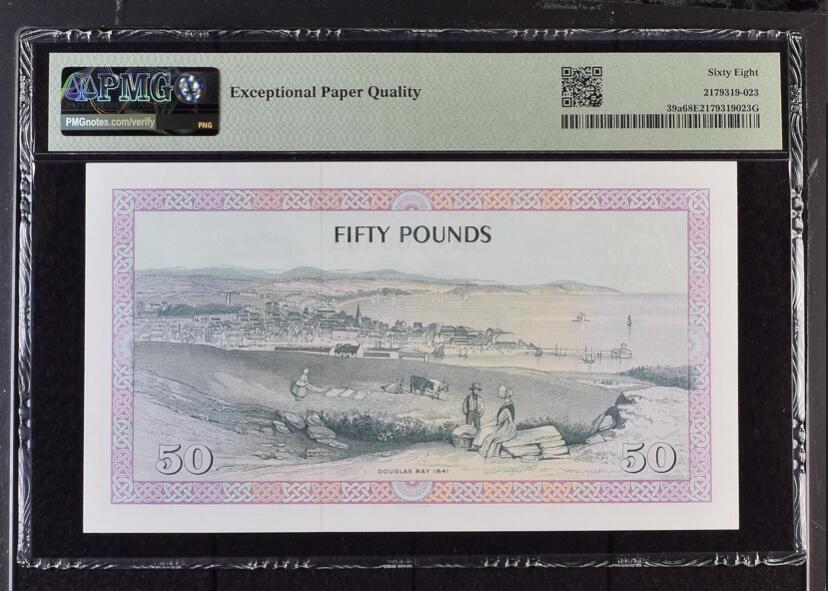 PMG
PMGnotes.com/verify
PNG
Exceptional Paper Quality
Sixty Eight
2179319-023
39a68E2179319023G
FIFTY POUNDS
50
DOUGLAS BAY 1841
50